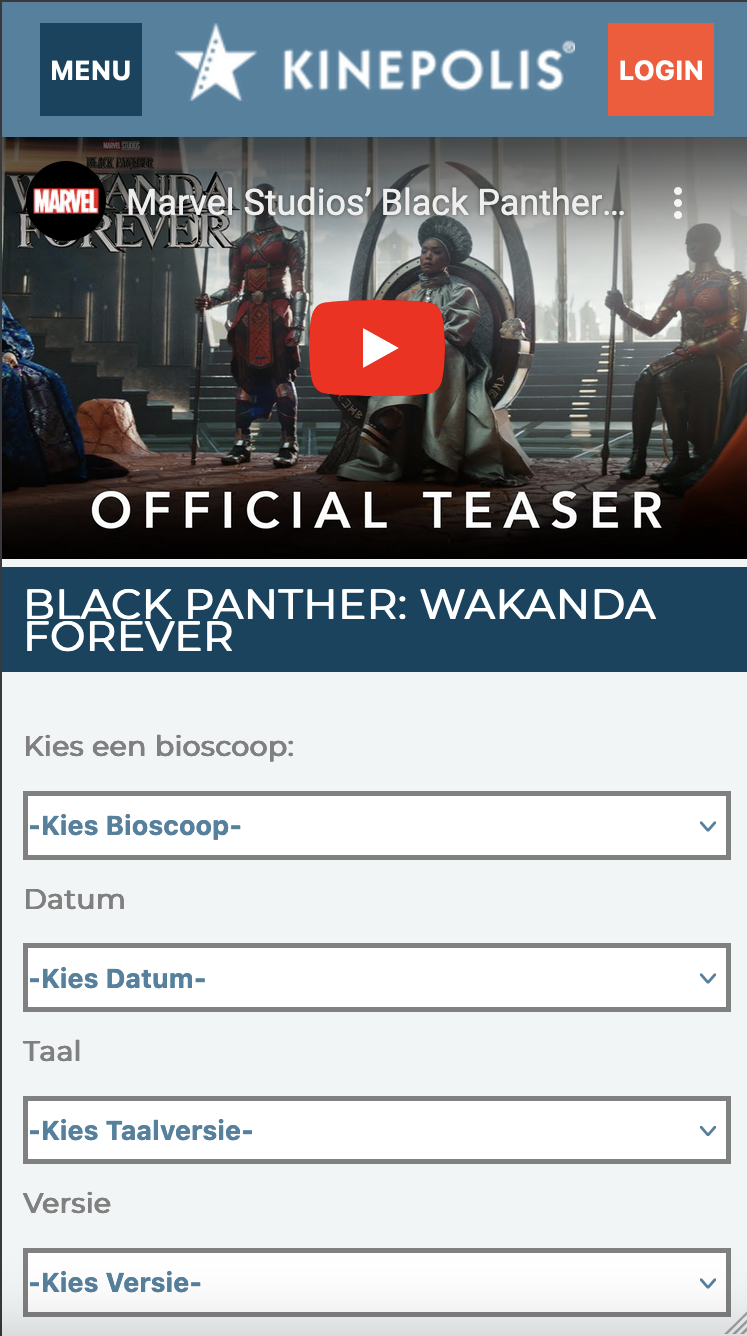 MENU
KINEPOLIS®
LOGIN
MARVEL STUDIOS
BLACK PANTHER
WAKANDA
FOREVER
MARVEL
Marvel Studios’ Black Panther...
OFFICIAL TEASER
BLACK PANTHER: WAKANDA
FOREVER
Kies een bioscoop:
-Kies Bioscoop-
Datum
-Kies Datum-
Taal
-Kies Taalversie-
Versie
-Kies Versie-